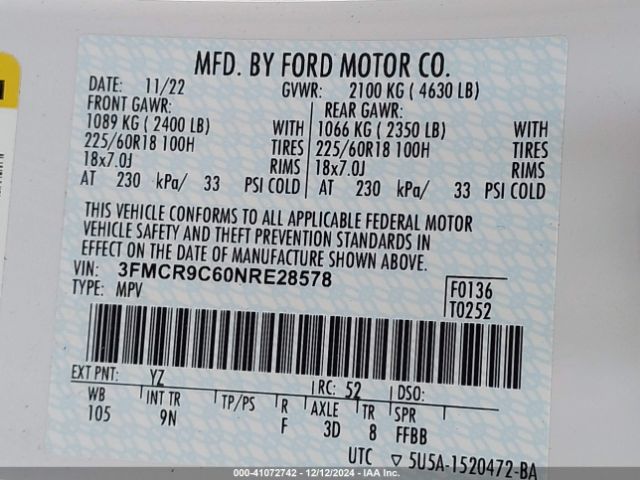 MFD. BY FORD MOTOR CO.
DATE: 11/22 GVWR: 2100 KG ( 4630 LB)
FRONT GAWR: REAR GAWR:
1089 KG ( 2400 LB) WITH 1066 KG ( 2350 LB) WITH
225/60R18 100H TIRES 225/60R18 100H TIRES
18x7.0J RIMS 18x7.0J RIMS
AT 230 kPa/ 33 PSI COLD AT 230 kPa/ 33 PSI COLD
THIS VEHICLE CONFORMS TO ALL APPLICABLE FEDERAL MOTOR
VEHICLE SAFETY AND THEFT PREVENTION STANDARDS IN
EFFECT ON THE DATE OF MANUFACTURE SHOWN ABOVE.
VIN: 3FMCR9C60NRE28578 F0136
TYPE: MPV T0252
EXT PNT: YZ RC: 52 DSO:
WB INT TR TP/PS R AXLE TR SPR
105 9N F 3D 8 FFBB
UTC ▽ 5U5A-1520472-BA
000-41072742 - 12/12/2024 - IAA Inc.